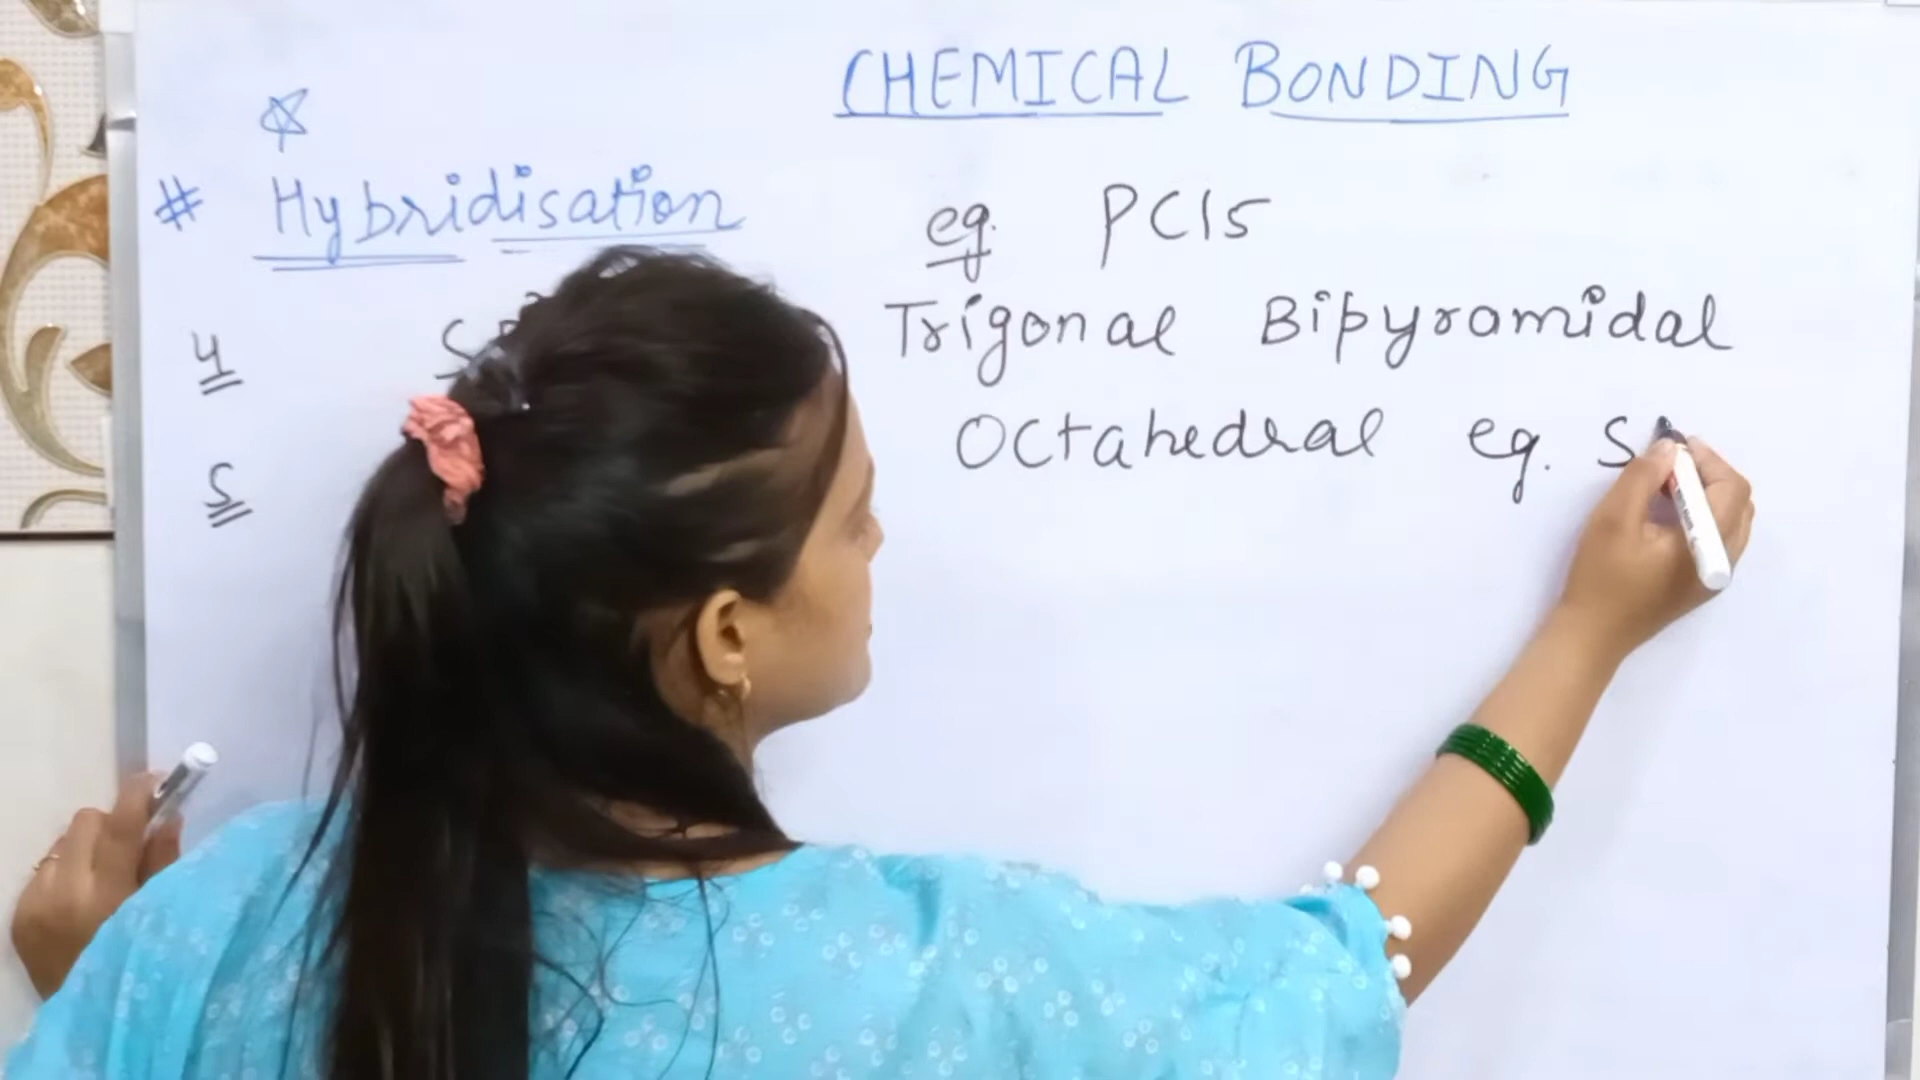 CHEMICAL BONDING
# Hybridisation
eg. PCl5
4
Trigonal Bipyramidal
Octahedral eg. S
5